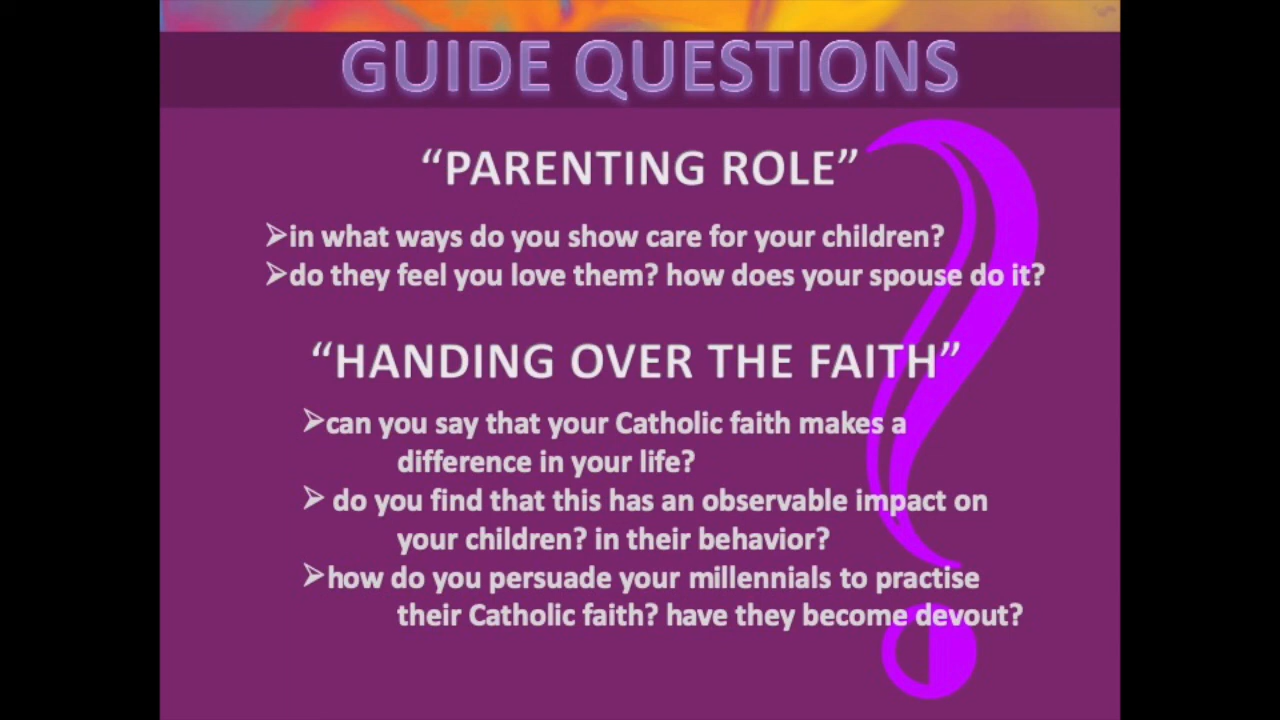 GUIDE QUESTIONS
“PARENTING ROLE”
➢in what ways do you show care for your children?
➢do they feel you love them? how does your spouse do it?
“HANDING OVER THE FAITH”
➢can you say that your Catholic faith makes a
difference in your life?
➢ do you find that this has an observable impact on
your children? in their behavior?
➢how do you persuade your millennials to practise
their Catholic faith? have they become devout?